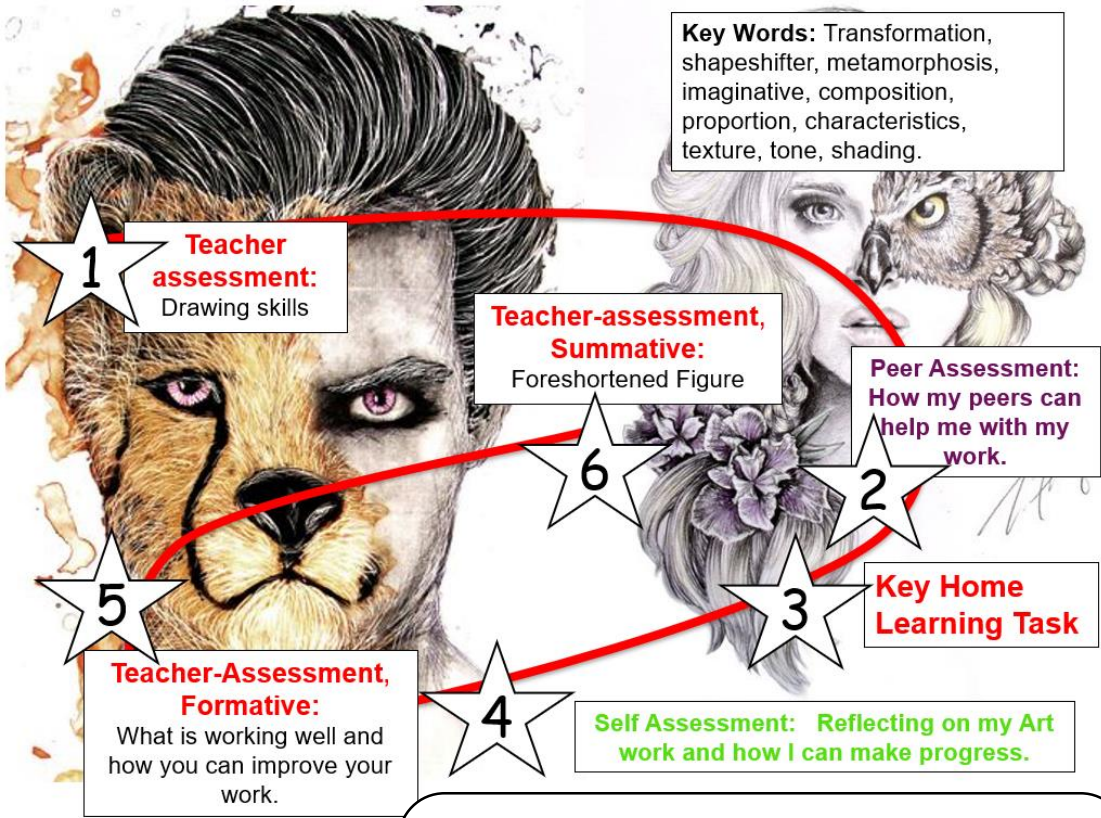 Key Words: Transformation,
shapeshifter, metamorphosis,
imaginative, composition,
proportion, characteristics,
texture, tone, shading.
1
Teacher
assessment:
Drawing skills
Teacher-assessment,
Summative:
Foreshortened Figure
6
Peer Assessment:
How my peers can
help me with my
work.
2
3
Key Home
Learning Task
5
Teacher-Assessment,
Formative:
What is working well and
how you can improve your
work.
4
Self Assessment: Reflecting on my Art
work and how I can make progress.